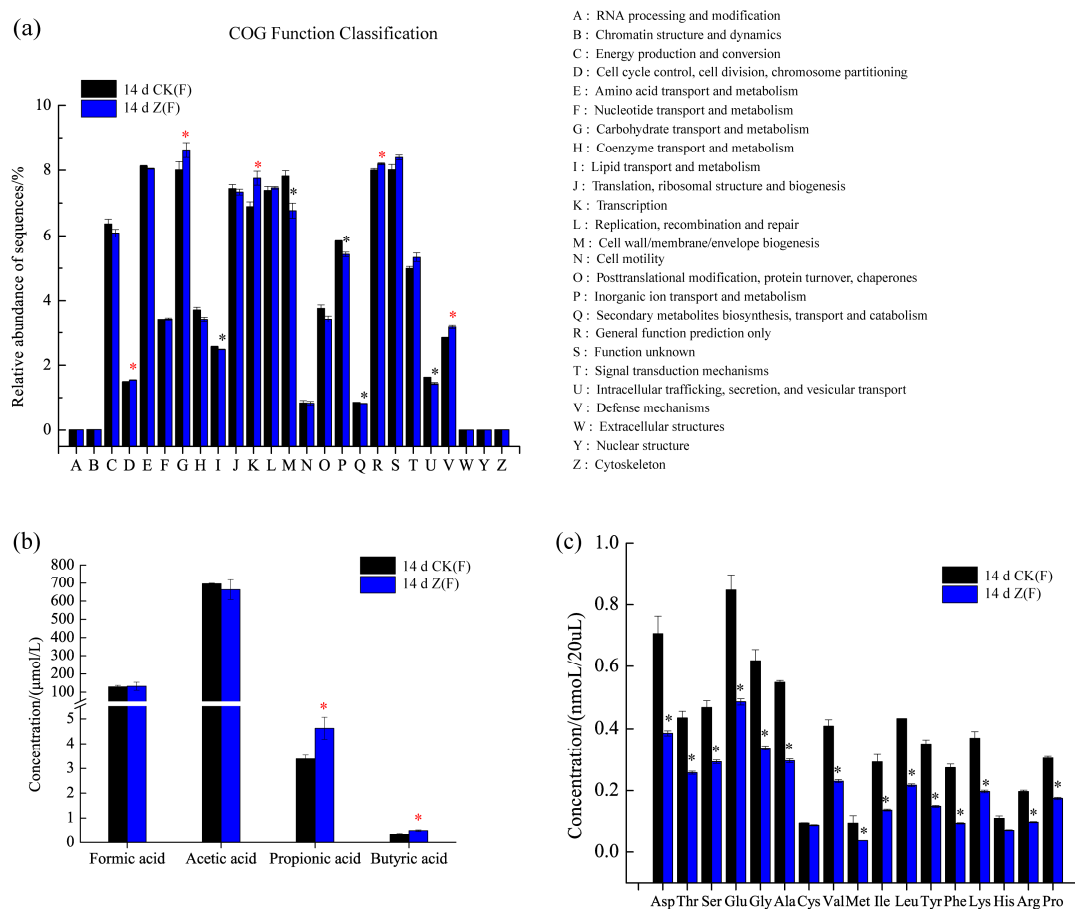 (a)
COG Function Classification
14 d CK(F)
14 d Z(F)
Relative abundance of sequences/%
10
8
6
4
2
0
A B C D E F G H I J K L M N O P Q R S T U V W Y Z
* * * * * * * * * *
A : RNA processing and modification
B : Chromatin structure and dynamics
C : Energy production and conversion
D : Cell cycle control, cell division, chromosome partitioning
E : Amino acid transport and metabolism
F : Nucleotide transport and metabolism
G : Carbohydrate transport and metabolism
H : Coenzyme transport and metabolism
I : Lipid transport and metabolism
J : Translation, ribosomal structure and biogenesis
K : Transcription
L : Replication, recombination and repair
M : Cell wall/membrane/envelope biogenesis
N : Cell motility
O : Posttranslational modification, protein turnover, chaperones
P : Inorganic ion transport and metabolism
Q : Secondary metabolites biosynthesis, transport and catabolism
R : General function prediction only
S : Function unknown
T : Signal transduction mechanisms
U : Intracellular trafficking, secretion, and vesicular transport
V : Defense mechanisms
W : Extracellular structures
Y : Nuclear structure
Z : Cytoskeleton
(b)
14 d CK(F)
14 d Z(F)
Concentration/(μmol/L)
800
700
600
500
400
300
200
100
5
4
3
2
1
0
* *
Formic acid Acetic acid Propionic acid Butyric acid
(c)
14 d CK(F)
14 d Z(F)
Concentration/(nmoL/20uL)
1.0
0.8
0.6
0.4
0.2
0.0
* * * * * * * * * * * * * * *
Asp Thr Ser Glu Gly Ala Cys Val Met Ile Leu Tyr Phe Lys His Arg Pro